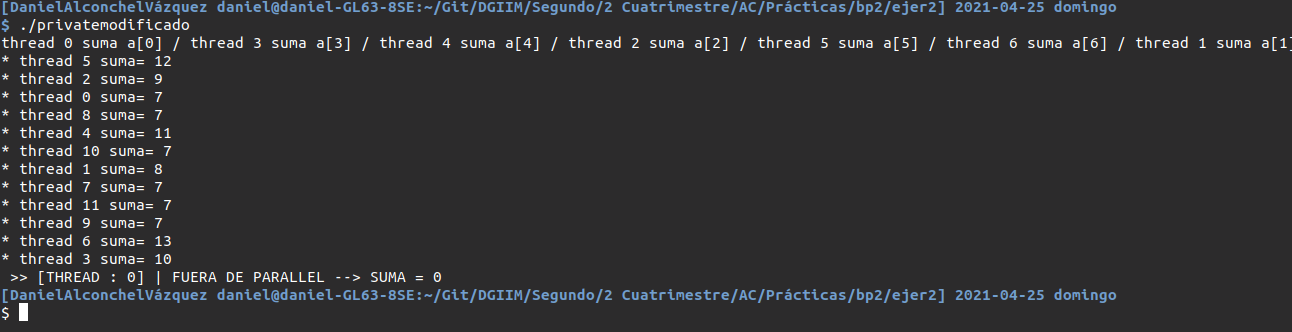 [DanielAlconchelVázquez daniel@daniel-GL63-8SE:~/Git/DGIIM/Segundo/2 Cuatrimestre/AC/Prácticas/bp2/ejer2] 2021-04-25 domingo
$ ./privatemodificado
thread 0 suma a[0] / thread 3 suma a[3] / thread 4 suma a[4] / thread 2 suma a[2] / thread 5 suma a[5] / thread 6 suma a[6] / thread 1 suma a[1]
* thread 5 suma= 12
* thread 2 suma= 9
* thread 0 suma= 7
* thread 8 suma= 7
* thread 4 suma= 11
* thread 10 suma= 7
* thread 1 suma= 8
* thread 7 suma= 7
* thread 11 suma= 7
* thread 9 suma= 7
* thread 6 suma= 13
* thread 3 suma= 10
>> [THREAD : 0] | FUERA DE PARALLEL --> SUMA = 0
[DanielAlconchelVázquez daniel@daniel-GL63-8SE:~/Git/DGIIM/Segundo/2 Cuatrimestre/AC/Prácticas/bp2/ejer2] 2021-04-25 domingo
$